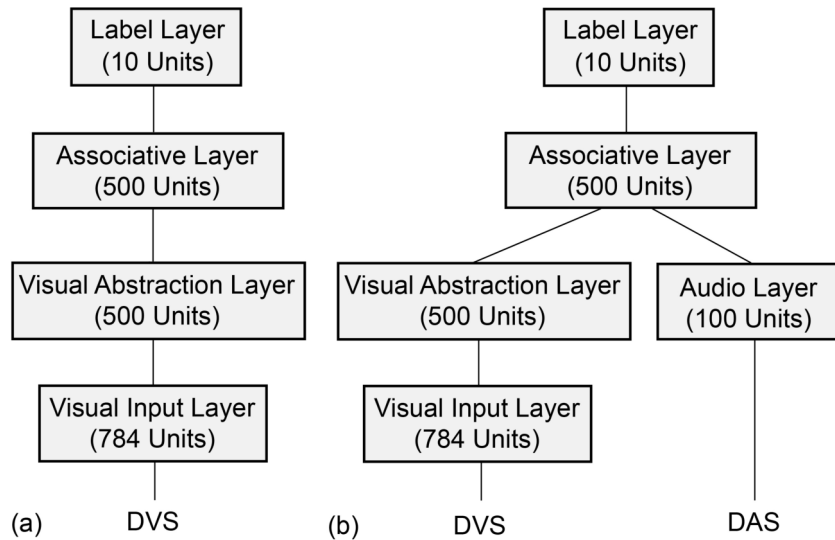 Label Layer
(10 Units)
Associative Layer
(500 Units)
Visual Abstraction Layer
(500 Units)
Visual Input Layer
(784 Units)
(a)
DVS
Label Layer
(10 Units)
Associative Layer
(500 Units)
Visual Abstraction Layer
(500 Units)
Audio Layer
(100 Units)
Visual Input Layer
(784 Units)
(b)
DVS
DAS